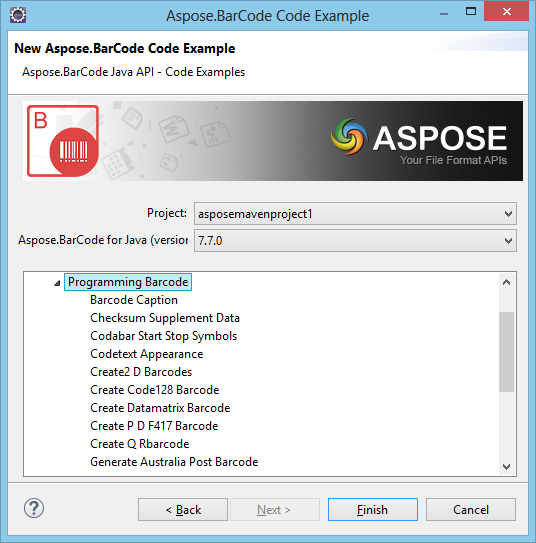 Aspose.BarCode Code Example
New Aspose.BarCode Code Example
Aspose.BarCode Java API - Code Examples
B
W
ASPOSE
Your File Format APIs
Project: asposemavenproject1
Aspose.BarCode for Java (version 7.7.0
Programming Barcode
Barcode Caption
Checksum Supplement Data
Codabar Start Stop Symbols
Codetext Appearance
Create2 D Barcodes
Create Code128 Barcode
Create Datamatrix Barcode
Create P D F417 Barcode
Create Q Rbarcode
Generate Australia Post Barcode
? < Back Next > Finish Cancel